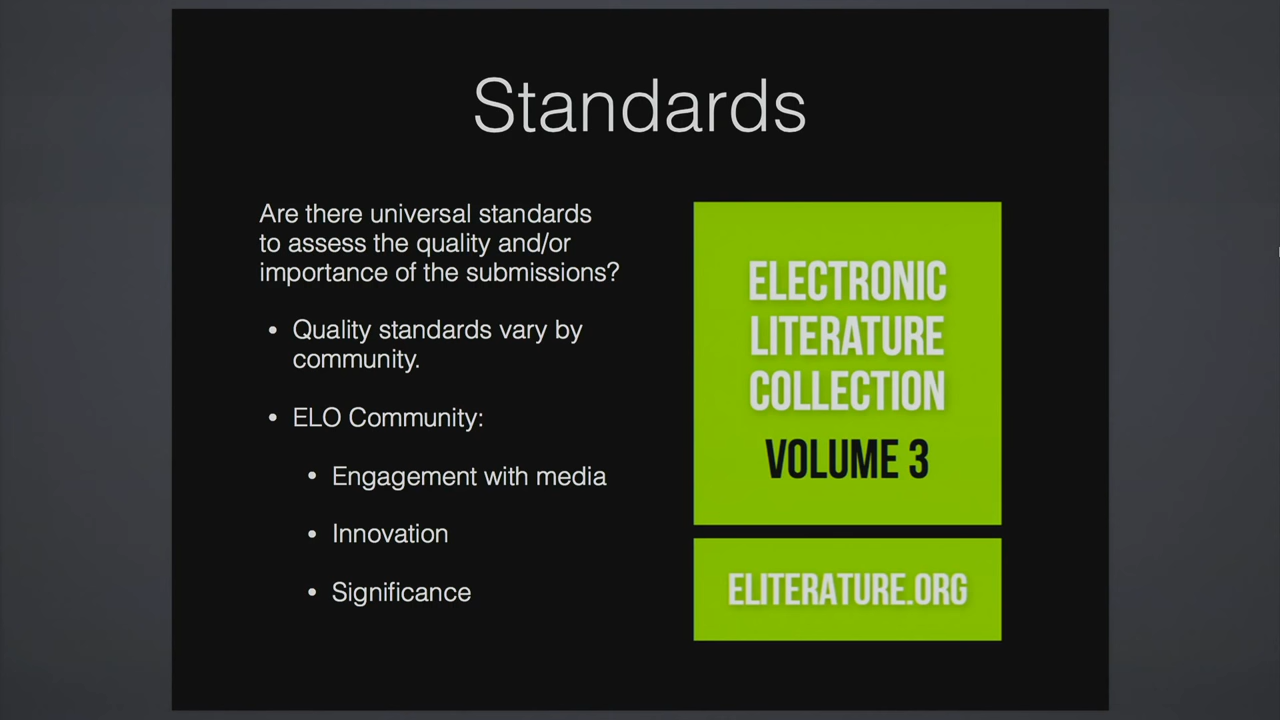 Standards
Are there universal standards
to assess the quality and/or
importance of the submissions?
• Quality standards vary by
community.
• ELO Community:
• Engagement with media
• Innovation
• Significance
ELECTRONIC
LITERATURE
COLLECTION
VOLUME 3
ELITERATURE.ORG